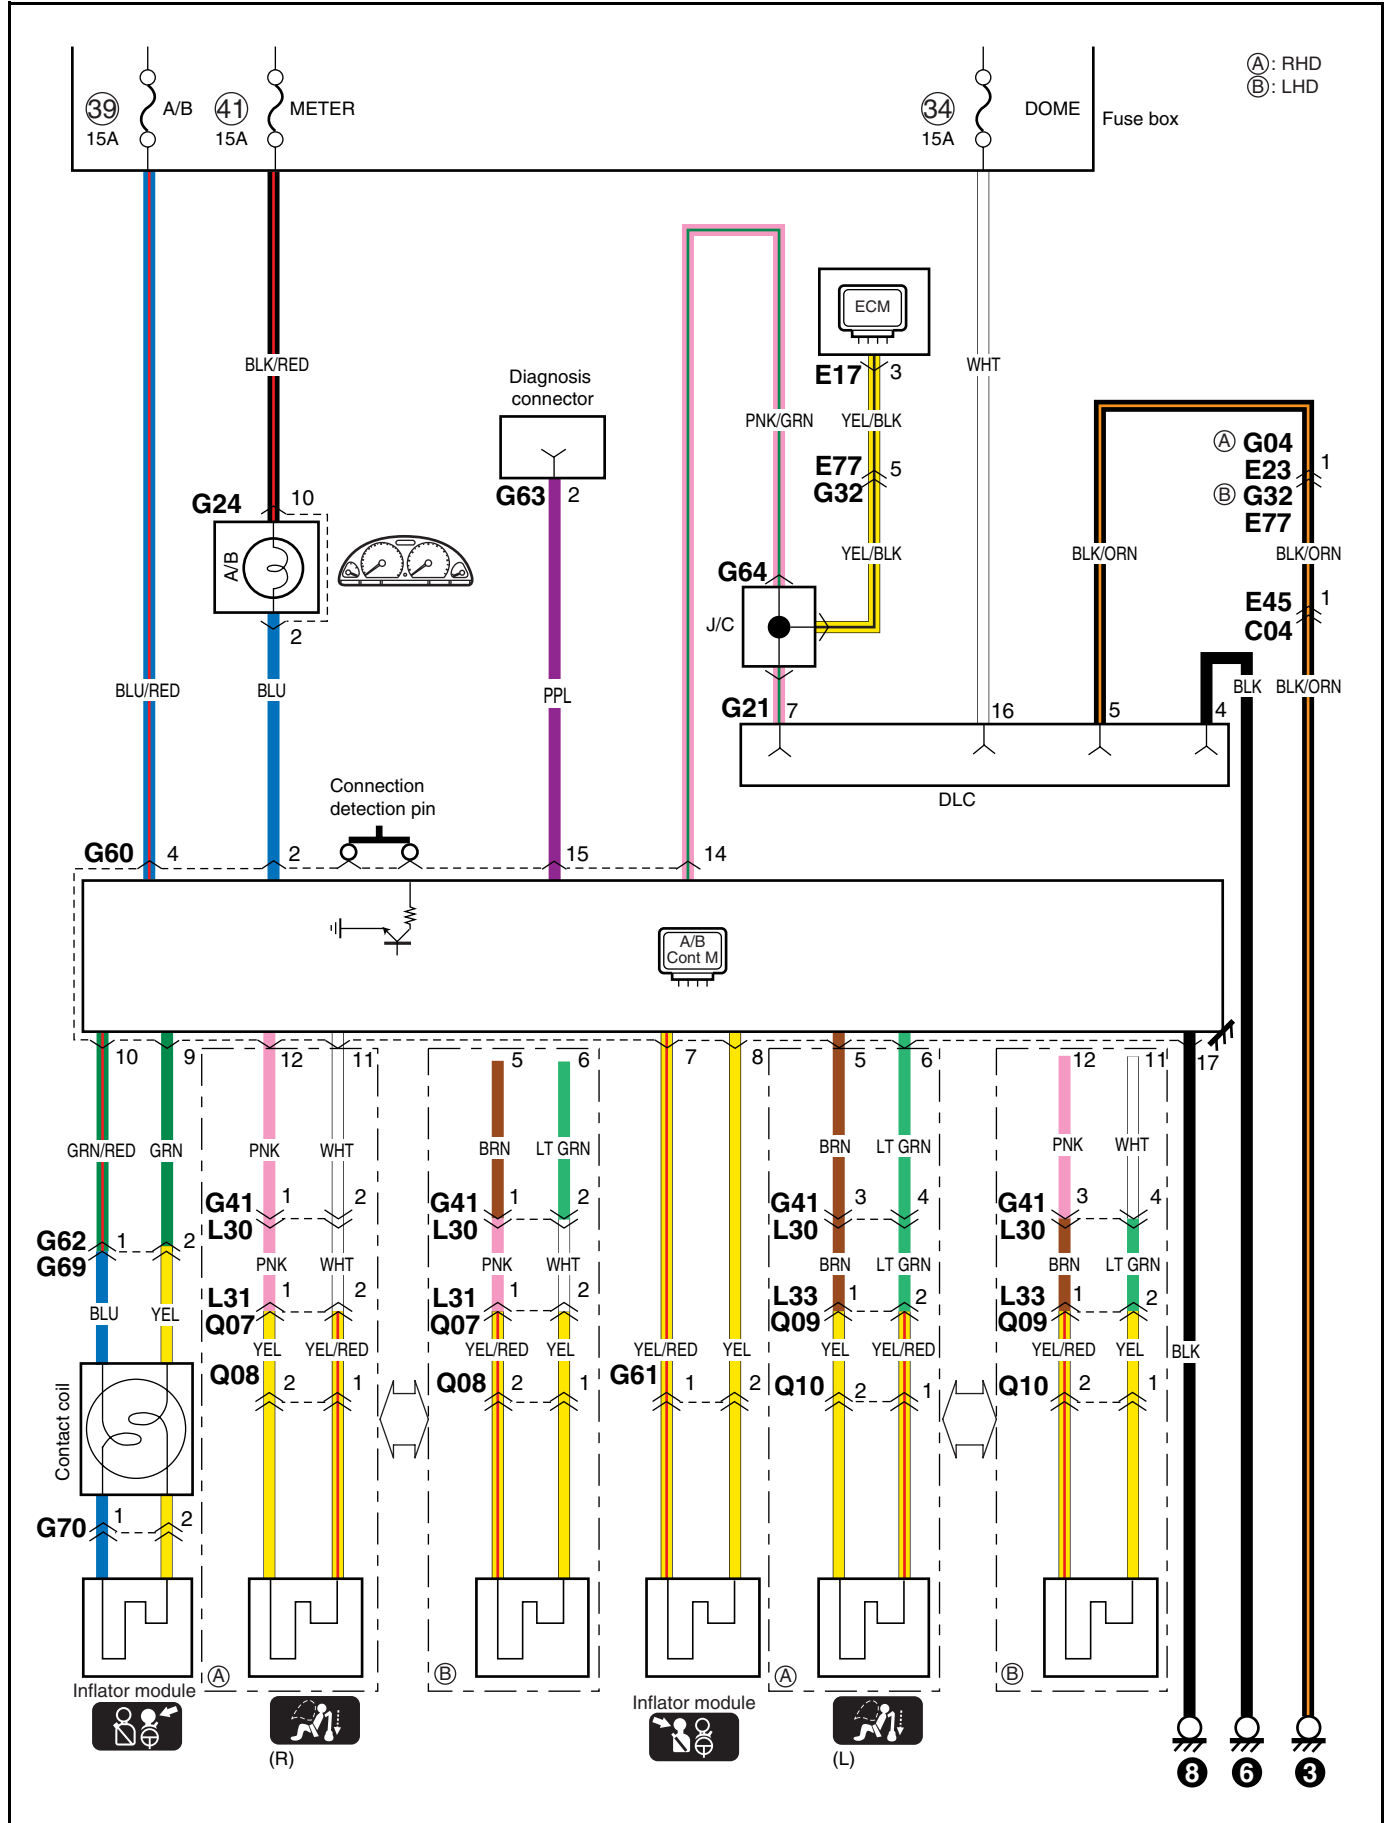 A: RHD
B: LHD
39 A/B 41 METER 34 DOME Fuse box
15A 15A 15A
ECM
BLK/RED WHT
Diagnosis
connector
E17 3
PNK/GRN YEL/BLK
A G04 1
E23
B G32
E77
E77 5
G32
G63 2
G24 10
A/B
YEL/BLK BLK/ORN BLK/ORN
G64
J/C
E45 1
C04
2
BLU/RED BLU PPL BLK BLK/ORN
G21 7 16 5 4
DLC
Connection
detection pin
G60 4 2 15 14
A/B
Cont M
10 9 12 11 5 6 7 8 5 6 12 11 17
GRN/RED GRN PNK WHT BRN LT GRN BRN LT GRN PNK WHT
G41 1 2 G41 1 2 G41 3 4 G41 3 4
L30 L30 L30 L30
G62 1 2
G69
PNK WHT PNK WHT BRN LT GRN BRN LT GRN
BLU YEL
L31 1 2 L31 1 2 L33 1 2 L33 1 2
Q07 Q07 Q09 Q09
YEL YEL/RED YEL/RED YEL YEL/RED YEL YEL YEL/RED YEL/RED YEL BLK
Q08 2 1 Q08 2 1 G61 1 2 Q10 2 1 Q10 2 1
Contact coil
G70 1 2
A B A B
Inflator module Inflator module
(R) (L)
8 6 3